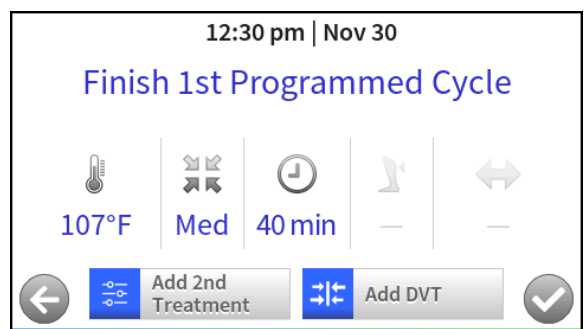 12:30 pm | Nov 30
Finish 1st Programmed Cycle
107°F Med 40 min — —
Add 2nd
Treatment
Add DVT